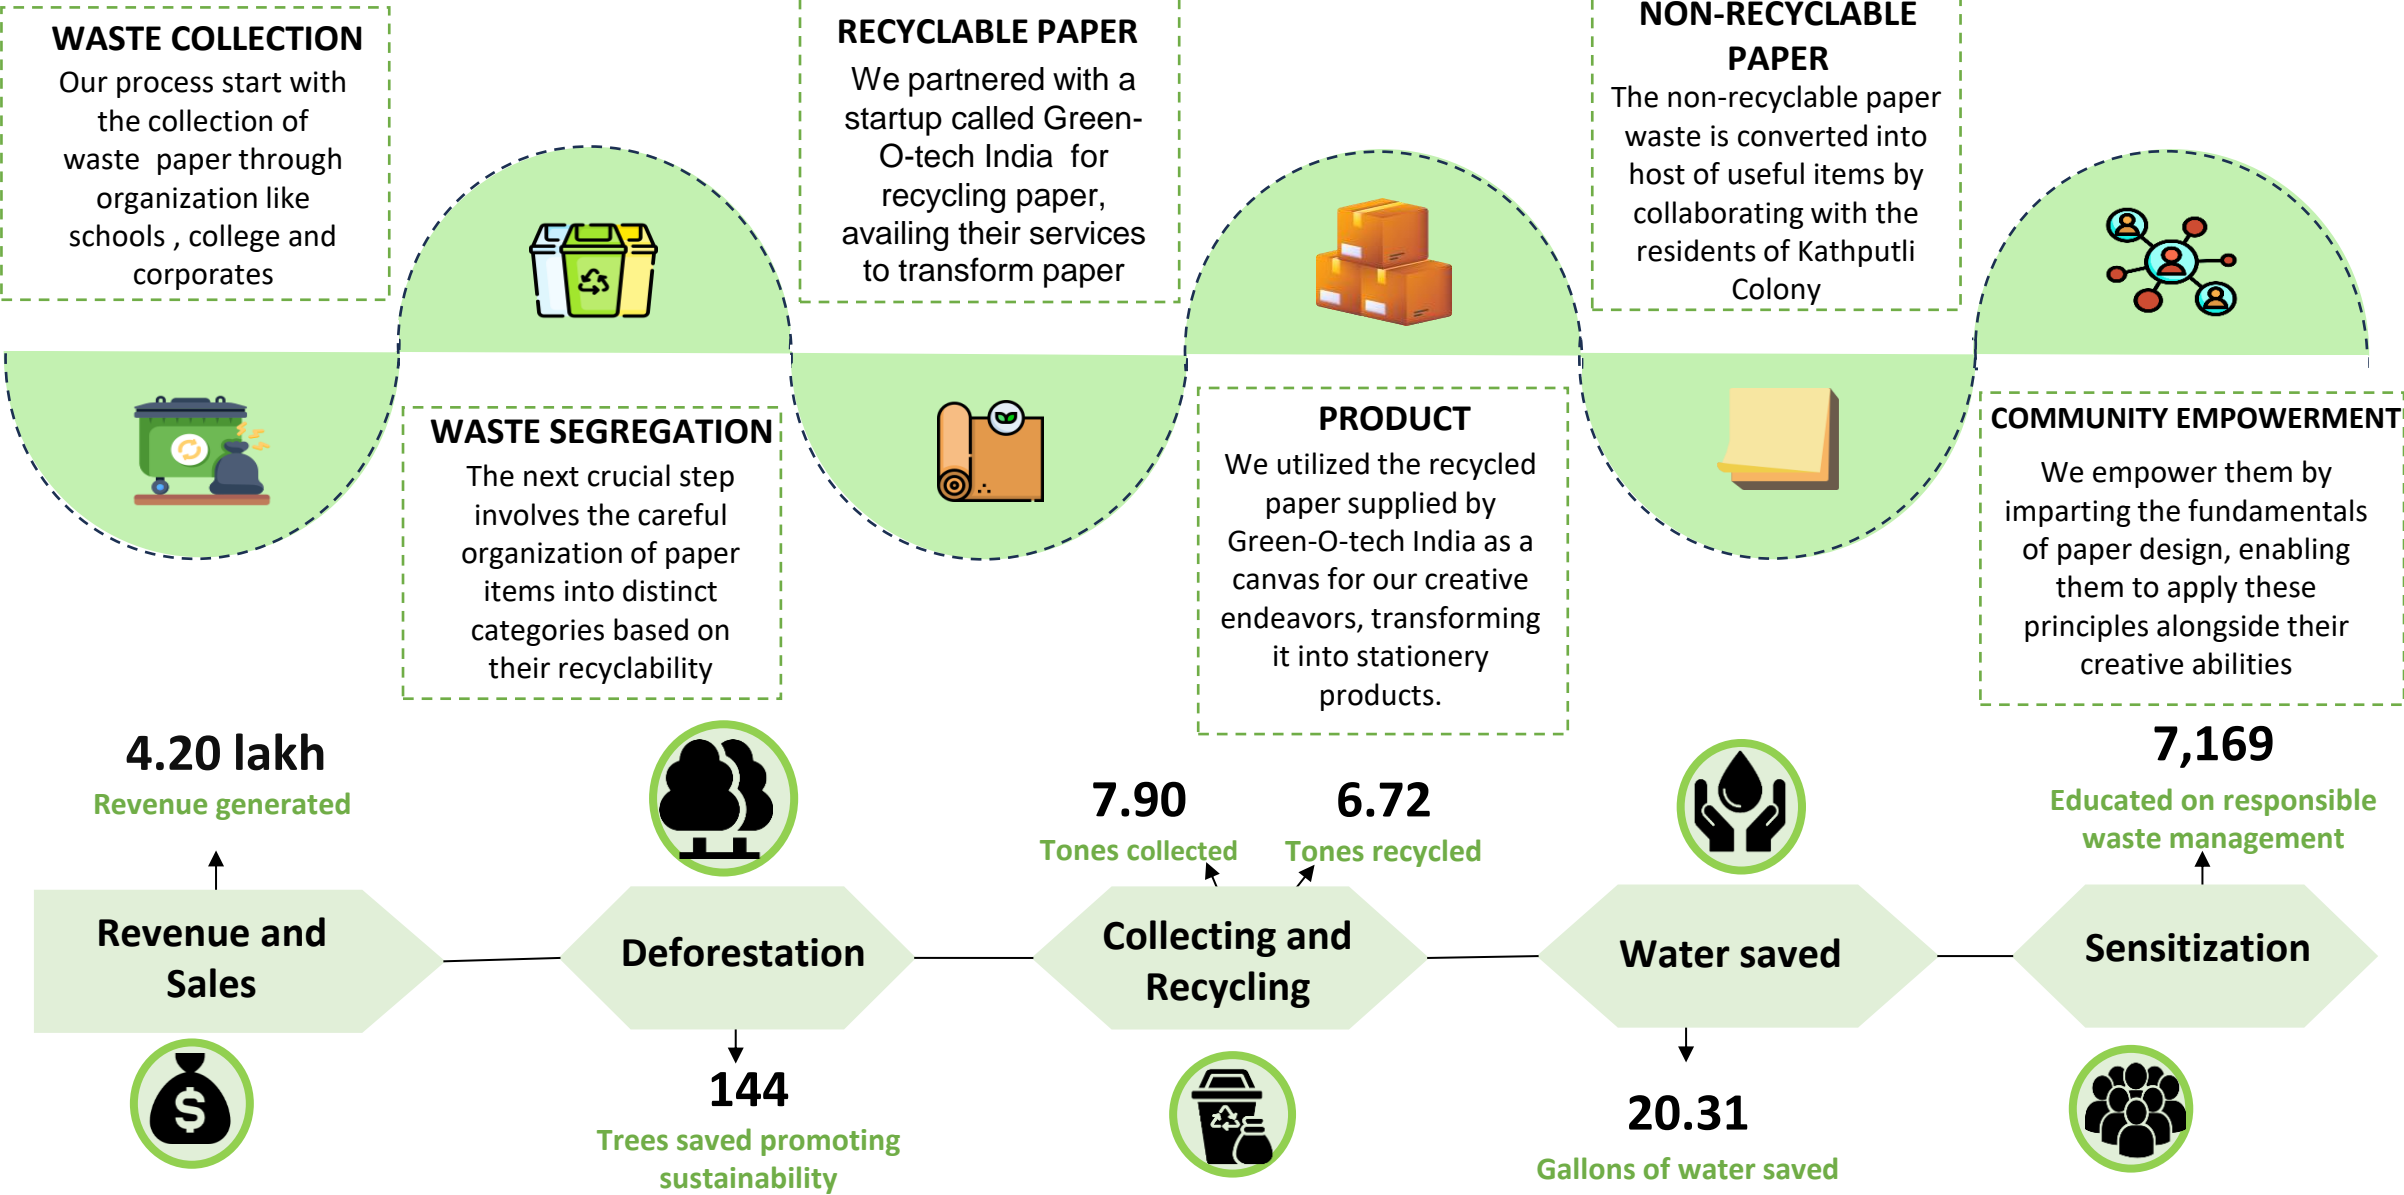 WASTE COLLECTION
Our process start with
the collection of
waste paper through
organization like
schools , college and
corporates
WASTE SEGREGATION
The next crucial step
involves the careful
organization of paper
items into distinct
categories based on
their recyclability
RECYCLABLE PAPER
We partnered with a
startup called Green-
O-tech India for
recycling paper,
availing their services
to transform paper
PRODUCT
We utilized the recycled
paper supplied by
Green-O-tech India as a
canvas for our creative
endeavors, transforming
it into stationery
products.
NON-RECYCLABLE
PAPER
The non-recyclable paper
waste is converted into
host of useful items by
collaborating with the
residents of Kathputli
Colony
COMMUNITY EMPOWERMENT
We empower them by
imparting the fundamentals
of paper design, enabling
them to apply these
principles alongside their
creative abilities
4.20 lakh
Revenue generated
Revenue and
Sales
$
Deforestation
144
Trees saved promoting
sustainability
7.90
Tones collected
6.72
Tones recycled
Collecting and
Recycling
Water saved
20.31
Gallons of water saved
7,169
Educated on responsible
waste management
Sensitization